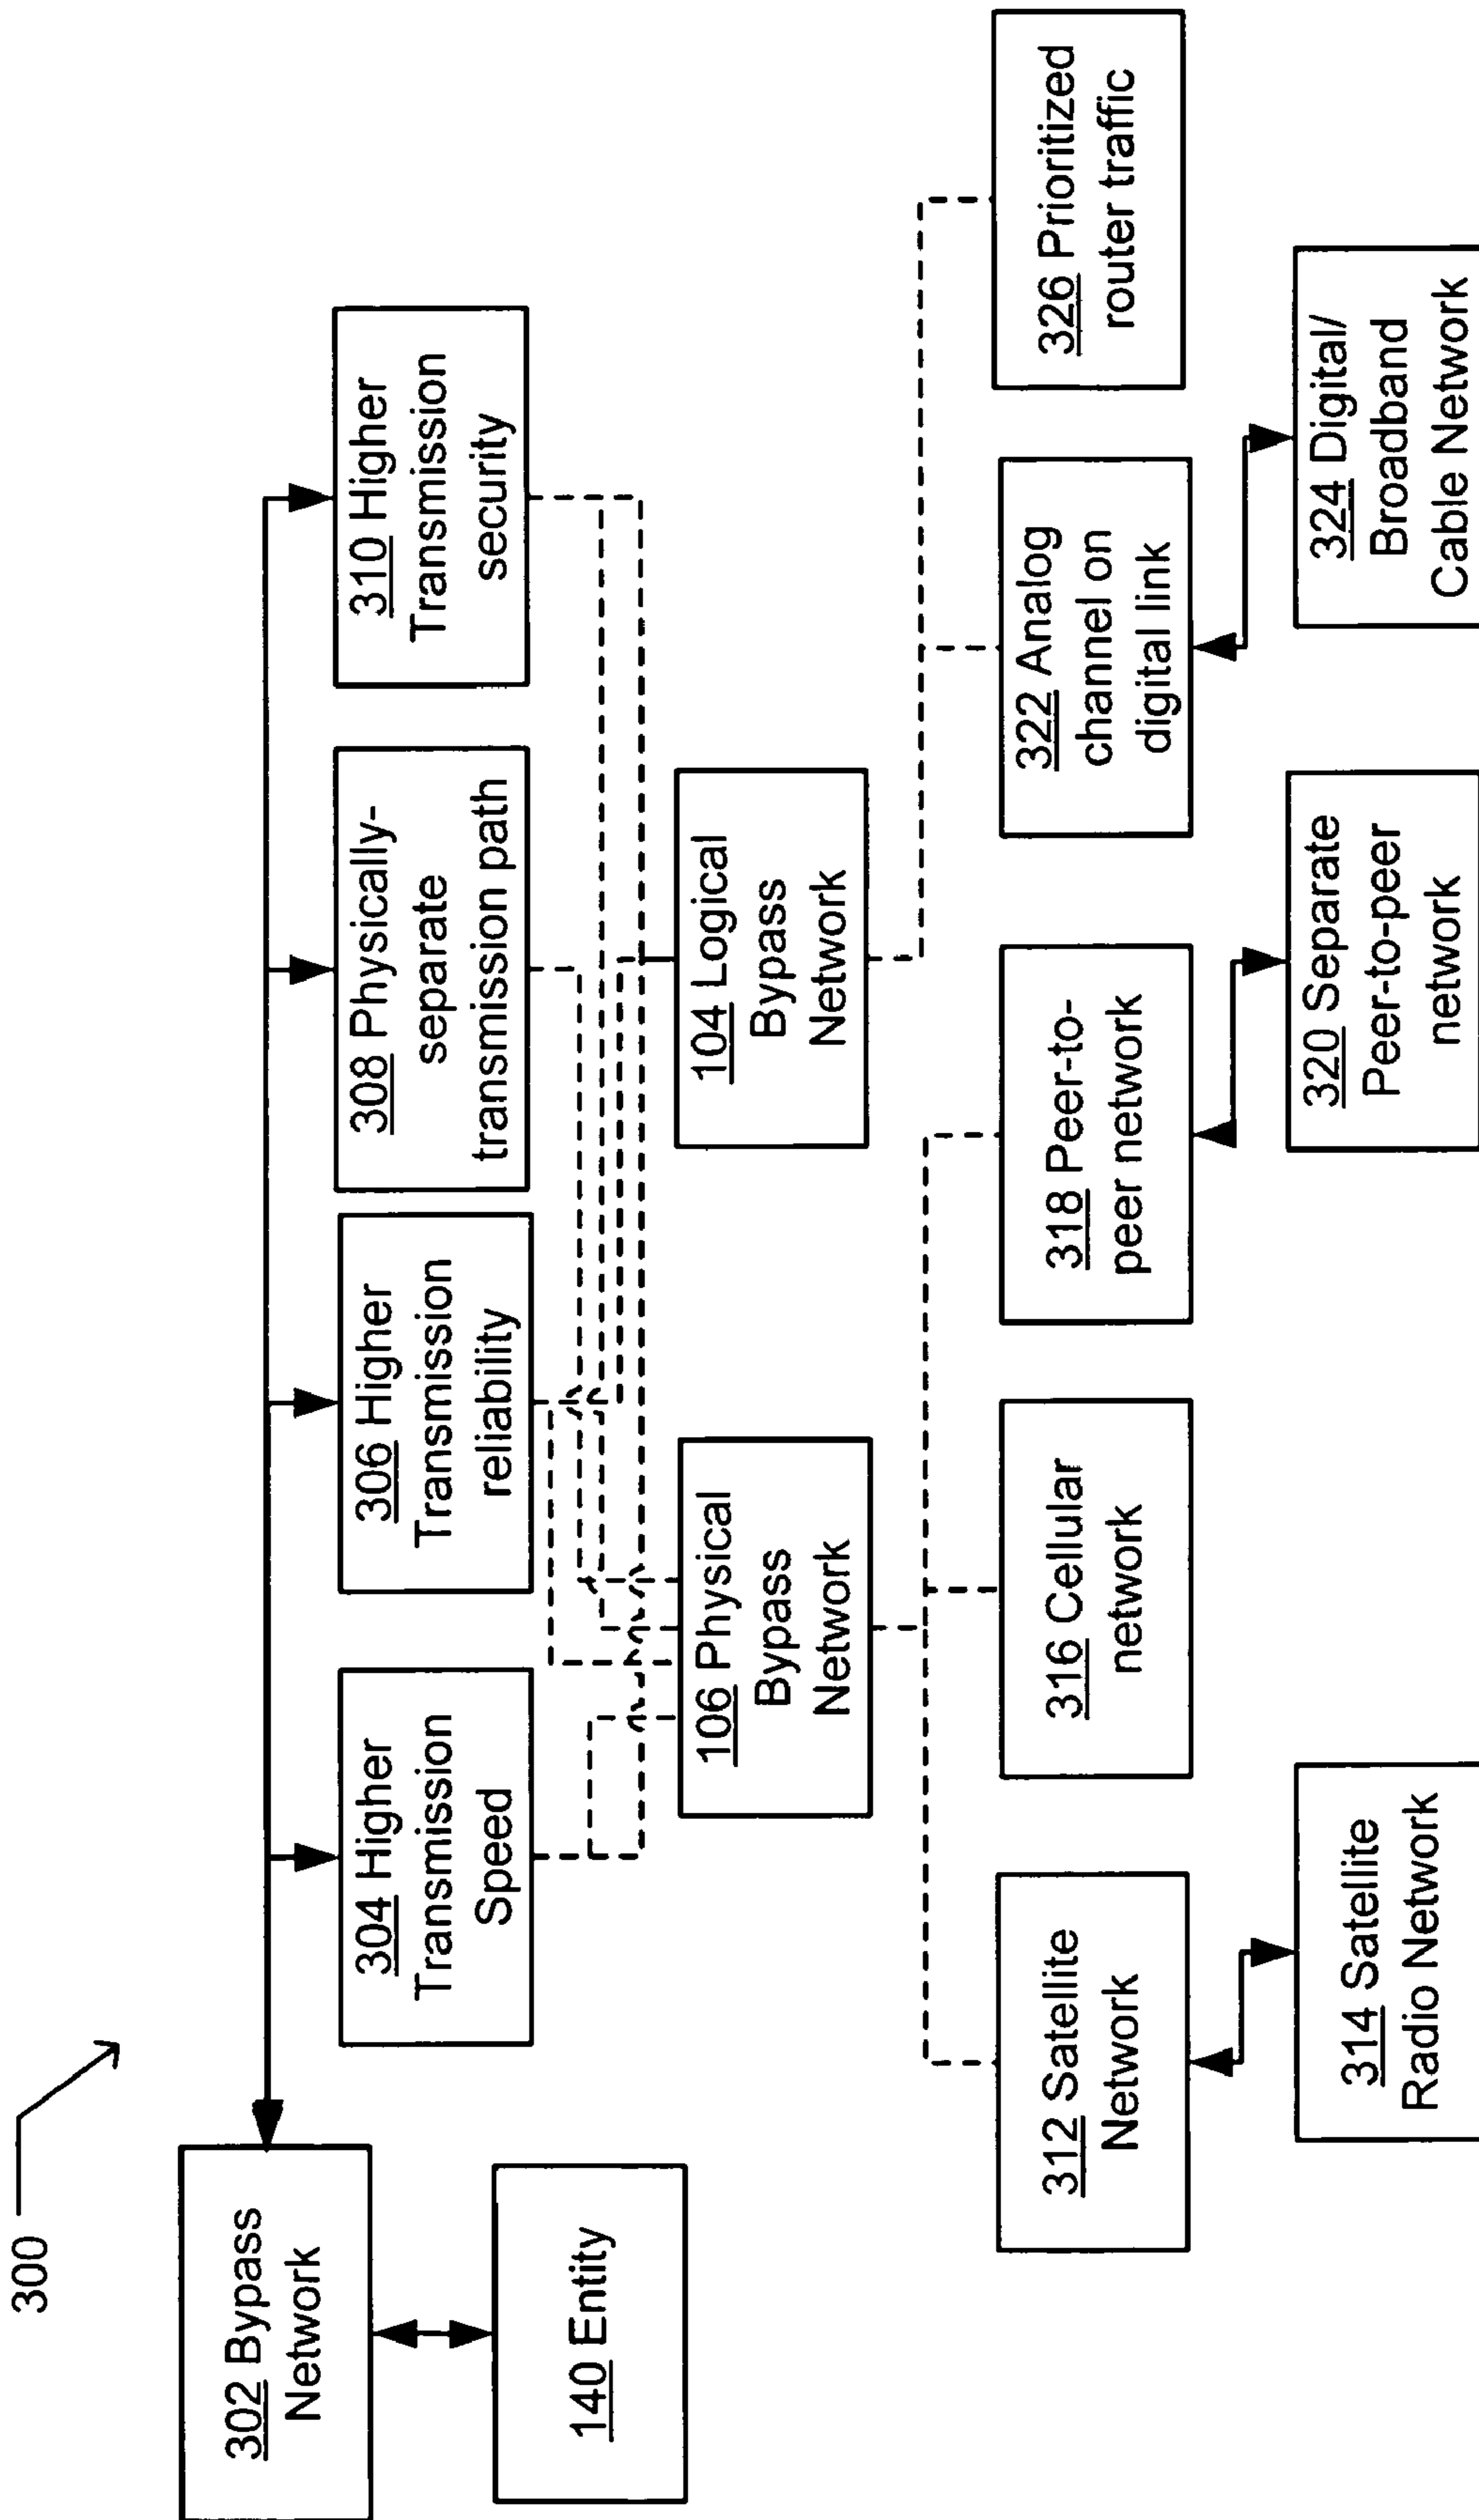 300
302 Bypass
Network
140 Entity
304 Higher
Transmission
Speed
306 Higher
Transmission
reliability
308 Physically-
separate
transmission path
310 Higher
Transmission
security
106 Physical
Bypass
Network
104 Logical
Bypass
Network
312 Satellite
Network
316 Cellular
network
318 Peer-to-
peer network
322 Analog
channel on
digital link
326 Prioritized
router traffic
314 Satellite
Radio Network
320 Separate
Peer-to-peer
network
324 Digital/
Broadband
Cable Network